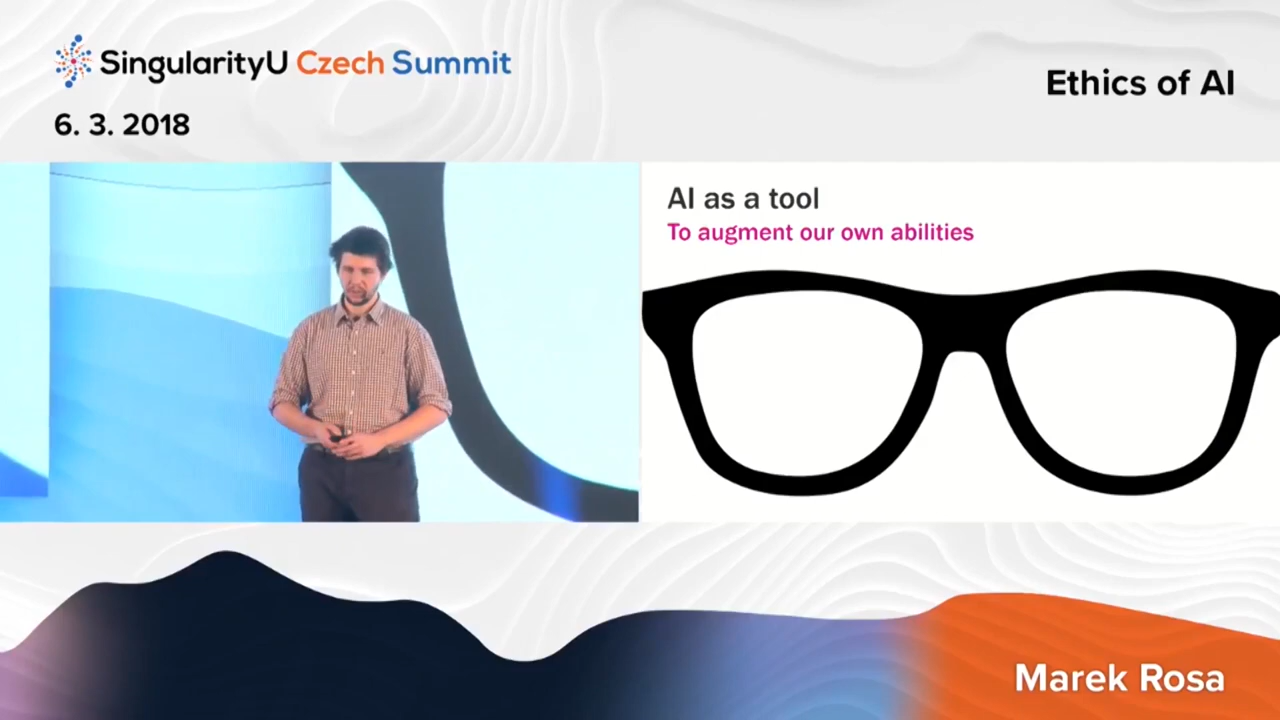 SingularityU Czech Summit
Ethics of AI
6. 3. 2018
AI as a tool
To augment our own abilities
Marek Rosa